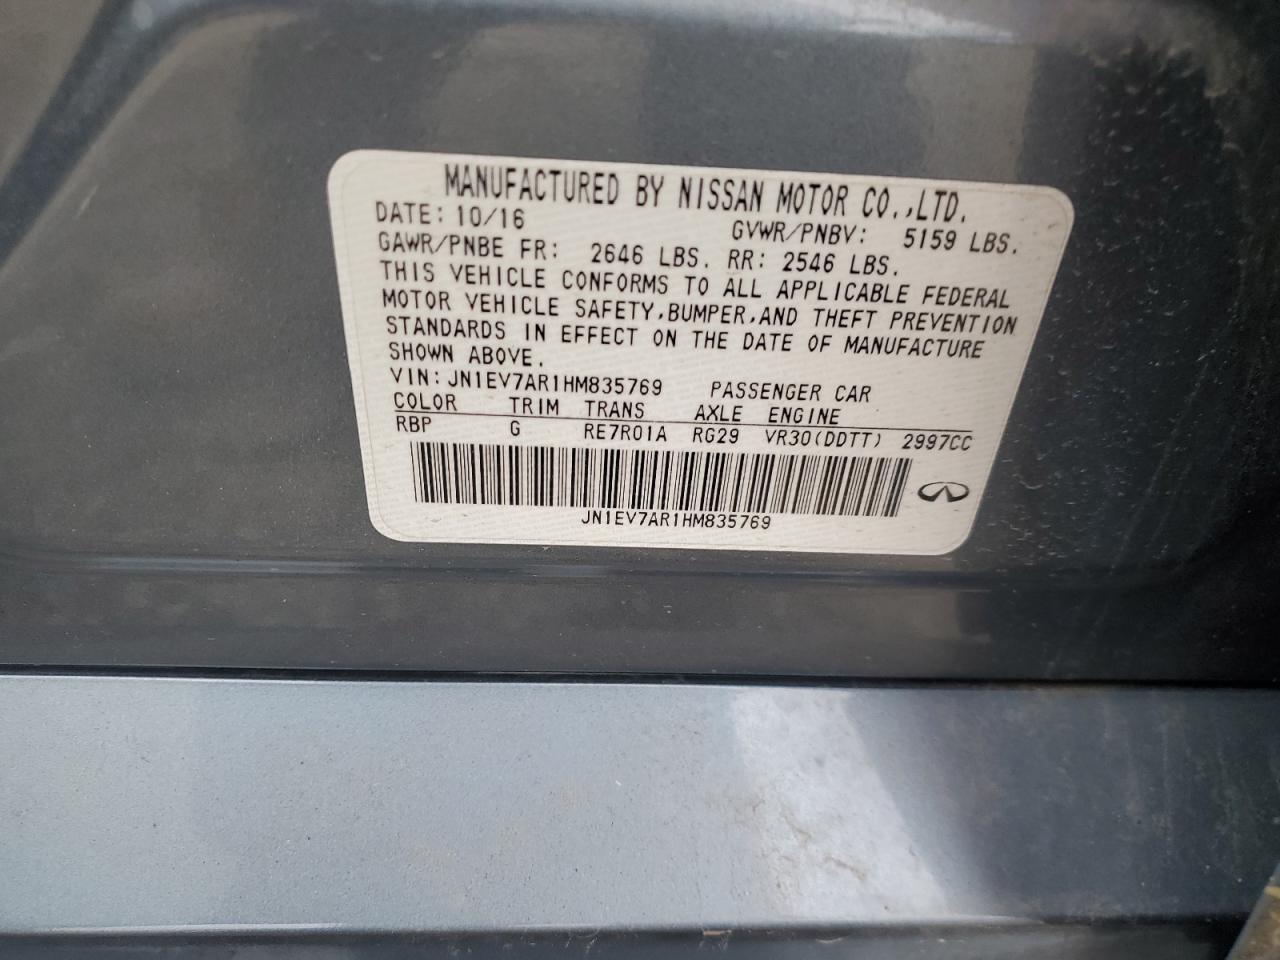 MANUFACTURED BY NISSAN MOTOR CO.,LTD.
DATE: 10/16 GVWR/PNBV: 5159 LBS.
GAWR/PNBE FR: 2646 LBS. RR: 2546 LBS.
THIS VEHICLE CONFORMS TO ALL APPLICABLE FEDERAL
MOTOR VEHICLE SAFETY,BUMPER,AND THEFT PREVENTION
STANDARDS IN EFFECT ON THE DATE OF MANUFACTURE
SHOWN ABOVE.
VIN: JN1EV7AR1HM835769 PASSENGER CAR
COLOR TRIM TRANS AXLE ENGINE
RBP G RE7R01A RG29 VR30(DDTT) 2997CC
JN1EV7AR1HM835769